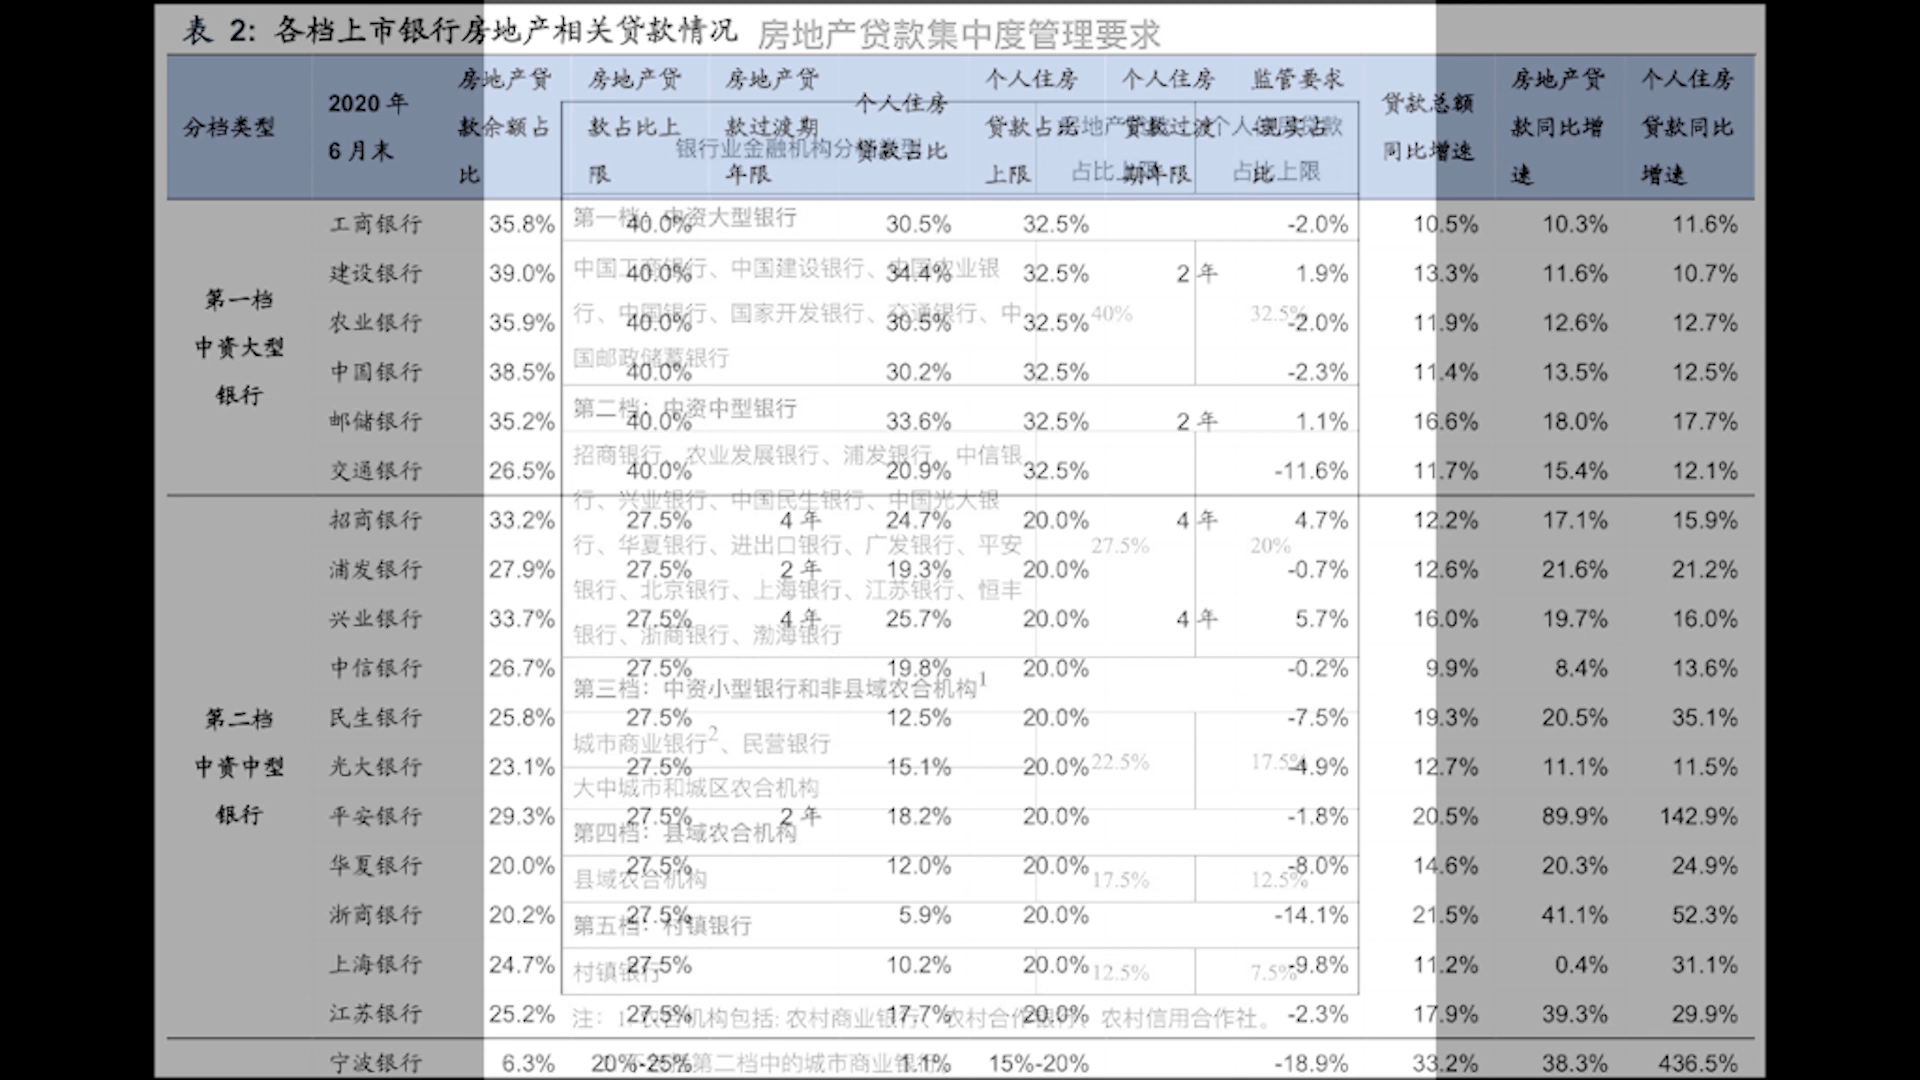 表 2: 各档上市银行房地产相关贷款情况
房地产贷款集中度管理要求
分档类型 2020年6月末 房地产贷款余额占比 房地产贷款占比上限 房地产贷款过渡期年限 个人住房贷款占比 个人住房贷款占比上限 个人住房贷款过渡期年限 监管要求-现实占比 贷款总额同比增速 房地产贷款同比增速 个人住房贷款同比增速
第一档中资大型银行
工商银行 35.8% 40.0% 30.5% 32.5% -2.0% 10.5% 10.3% 11.6%
建设银行 39.0% 40.0% 34.4% 32.5% 2年 1.9% 13.3% 11.6% 10.7%
农业银行 35.9% 40.0% 30.5% 32.5% -2.0% 11.9% 12.6% 12.7%
中国银行 38.5% 40.0% 30.2% 32.5% -2.3% 11.4% 13.5% 12.5%
邮储银行 35.2% 40.0% 33.6% 32.5% 2年 1.1% 16.6% 18.0% 17.7%
交通银行 26.5% 40.0% 20.9% 32.5% -11.6% 11.7% 15.4% 12.1%
第二档中资中型银行
招商银行 33.2% 27.5% 4年 24.7% 20.0% 4年 4.7% 12.2% 17.1% 15.9%
浦发银行 27.9% 27.5% 2年 19.3% 20.0% -0.7% 12.6% 21.6% 21.2%
兴业银行 33.7% 27.5% 4年 25.7% 20.0% 4年 5.7% 16.0% 19.7% 16.0%
中信银行 26.7% 27.5% 19.8% 20.0% -0.2% 9.9% 8.4% 13.6%
民生银行 25.8% 27.5% 12.5% 20.0% -7.5% 19.3% 20.5% 35.1%
光大银行 23.1% 27.5% 15.1% 20.0% -4.9% 12.7% 11.1% 11.5%
平安银行 29.3% 27.5% 2年 18.2% 20.0% -1.8% 20.5% 89.9% 142.9%
华夏银行 20.0% 27.5% 12.0% 20.0% -8.0% 14.6% 20.3% 24.9%
浙商银行 20.2% 27.5% 5.9% 20.0% -14.1% 21.5% 41.1% 52.3%
上海银行 24.7% 27.5% 10.2% 20.0% -9.8% 11.2% 0.4% 31.1%
江苏银行 25.2% 27.5% 17.7% 20.0% -2.3% 17.9% 39.3% 29.9%
宁波银行 6.3% 20%-25% 1.1% 15%-20% -18.9% 33.2% 38.3% 436.5%
银行业金融机构分档类型 房地产贷款占比上限 个人住房贷款占比上限
第一档：中资大型银行
中国工商银行、中国建设银行、中国农业银
行、中国银行、国家开发银行、交通银行、中 40% 32.5%
国邮政储蓄银行
第二档：中资中型银行
招商银行、农业发展银行、浦发银行、中信银
行、兴业银行、中国民生银行、中国光大银
行、华夏银行、进出口银行、广发银行、平安 27.5% 20%
银行、北京银行、上海银行、江苏银行、恒丰
银行、浙商银行、渤海银行
第三档：中资小型银行和非县域农合机构1
城市商业银行2、民营银行 22.5% 17.5%
大中城市和城区农合机构
第四档：县域农合机构
县域农合机构 17.5% 12.5%
第五档：村镇银行
村镇银行 12.5% 7.5%
注：1. 农合机构包括: 农村商业银行、农村合作银行、农村信用合作社。
第二档中的城市商业银行